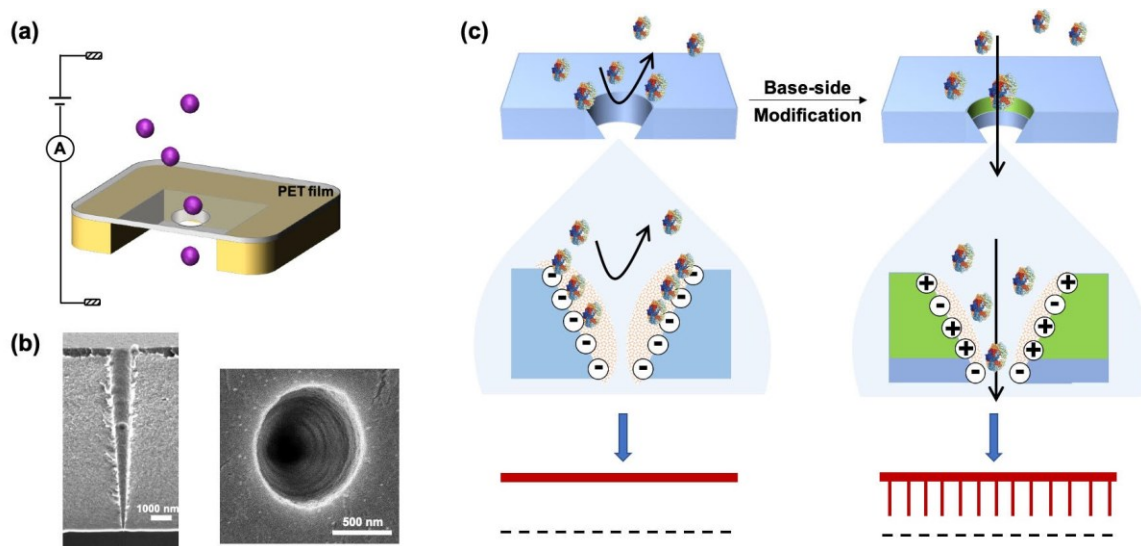 (a)
A
PET film
(b)
1000 nm
500 nm
(c)
Base-side
Modification
- - - - - - - - - -
+ - + + - + - + + -